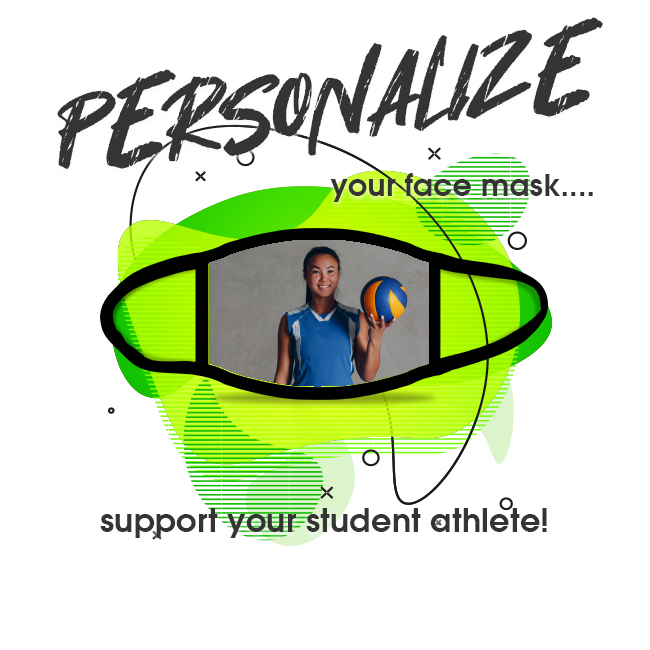 PERSONALIZE
your face mask....
support your student athlete!